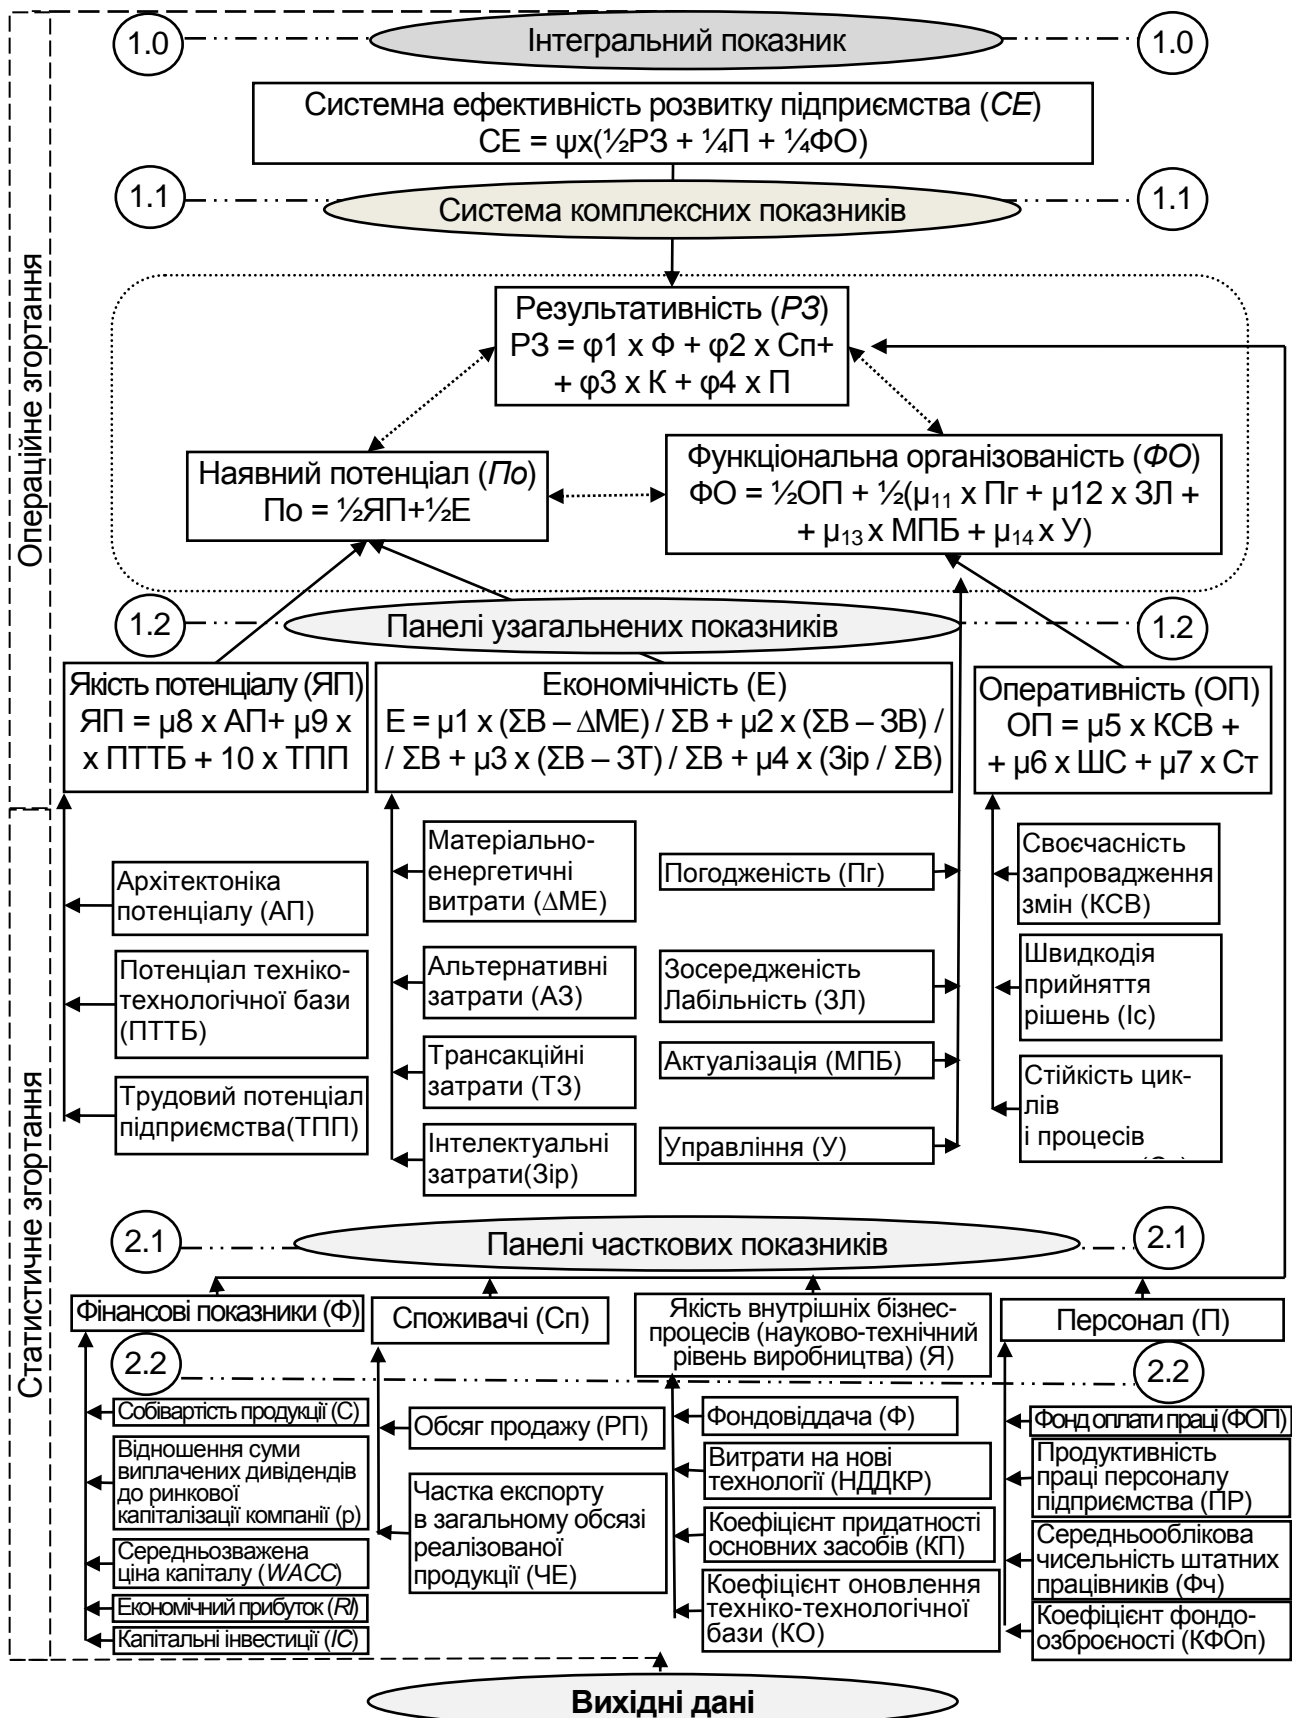 1.0
Інтегральний показник
1.0
Системна ефективність розвитку підприємства (СЕ)
СЕ = ψх(½РЗ + ¼П + ¼ФО)
1.1
Система комплексних показників
1.1
Операційне згортання
Результативність (РЗ)
РЗ = φ1 х Ф + φ2 х Сп+
+ φ3 х К + φ4 х П
Наявний потенціал (По)
По = ½ЯП+½Е
Функціональна організованість (ФО)
ФО = ½ОП + ½(µ₁₁ х Пг + µ12 х ЗЛ +
+ µ₁₃ х МПБ + µ₁₄ х У)
1.2
Панелі узагальнених показників
1.2
Якість потенціалу (ЯП)
ЯП = µ8 х АП+ µ9 х
х ПТТБ + 10 х ТПП
Економічність (Е)
Е = µ1 х (ΣВ – ∆МЕ) / ΣВ + µ2 х (ΣВ – ЗВ) /
/ ΣВ + µ3 х (ΣВ – ЗТ) / ΣВ + µ4 х (Зір / ΣВ)
Оперативність (ОП)
ОП = µ5 х КСВ +
+ µ6 х ШС + µ7 х Ст
Статистичне згортання
Архітектоніка
потенціалу (АП)
Потенціал техніко-
технологічної бази
(ПТТБ)
Трудовий потенціал
підприємства(ТПП)
Матеріально-
енергетичні
витрати (∆МЕ)
Альтернативні
затрати (АЗ)
Трансакційні
затрати (ТЗ)
Інтелектуальні
затрати(Зір)
Погодженість (Пг)
Зосередженість
Лабільність (ЗЛ)
Актуалізація (МПБ)
Управління (У)
Своєчасність
запровадження
змін (КСВ)
Швидкодія
прийняття
рішень (Іс)
Стійкість цик-
лів
і процесів
2.1
Панелі часткових показників
2.1
Фінансові показники (Ф)
Споживачі (Сп)
Якість внутрішніх бізнес-
процесів (науково-технічний
рівень виробництва) (Я)
Персонал (П)
2.2
2.2
Собівартість продукції (С)
Відношення суми
виплачених дивідендів
до ринкової
капіталізації компанії (р)
Середньозважена
ціна капіталу (WACC)
Економічний прибуток (RI)
Капітальні інвестиції (IC)
Обсяг продажу (РП)
Частка експорту
в загальному обсязі
реалізованої
продукції (ЧЕ)
Фондовіддача (Ф)
Витрати на нові
технології (НДДКР)
Коефіцієнт придатності
основних засобів (КП)
Коефіцієнт оновлення
техніко-технологічної
бази (КО)
Фонд оплати праці (ФОП)
Продуктивність
праці персоналу
підприємства (ПР)
Середньооблікова
чисельність штатних
працівників (Фч)
Коефіцієнт фондо-
озброєності (КФОп)
Вихідні дані